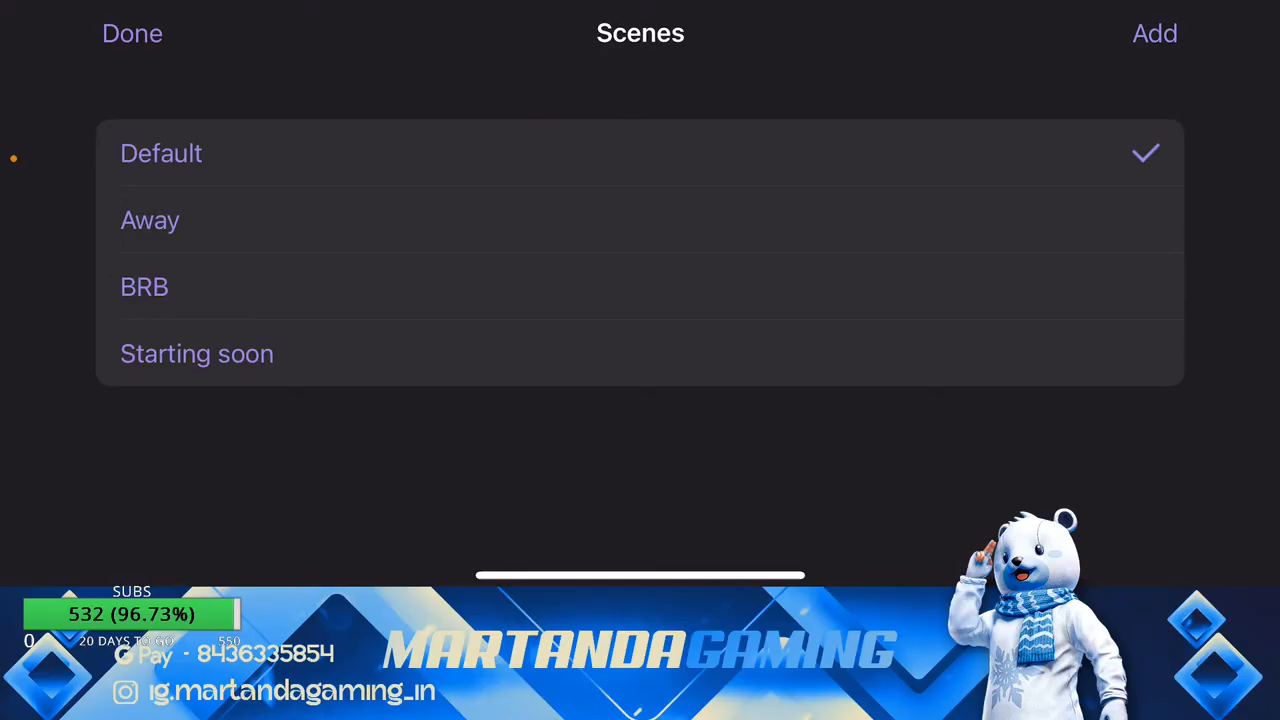 Done Scenes Add
Default
Away
BRB
Starting soon
SUBS
532 (96.73%)
0 20 DAYS TO GO 550
G Pay - 8436335854
ig.martandagaming_in
MARTANDAGAMING